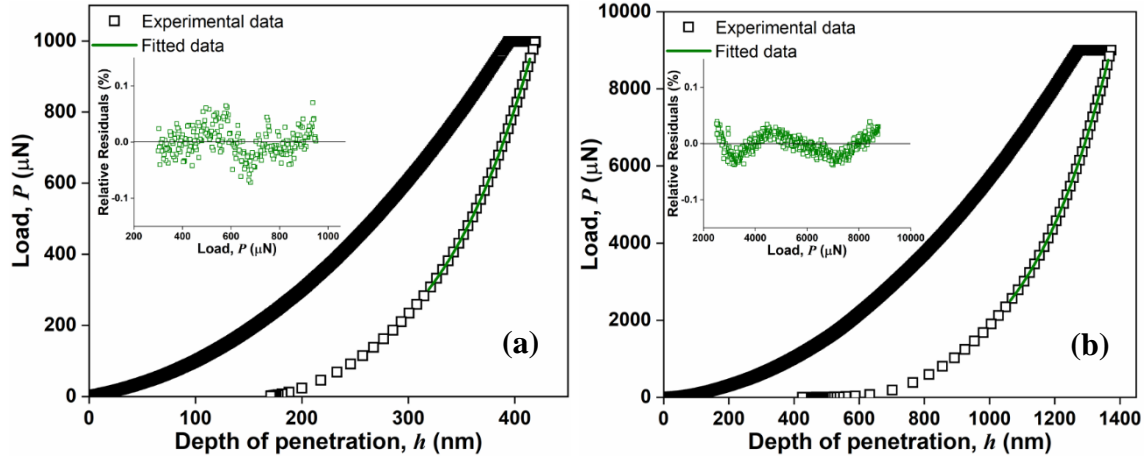 Experimental data
Fitted data
1000
800
600
400
200
0
Load, P (μN)
0.1
0.0
-0.1
Relative Residuals (%)
200 400 600 800 1000
Load, P (μN)
(a)
0 100 200 300 400
Depth of penetration, h (nm)
Experimental data
Fitted data
10000
8000
6000
4000
2000
0
Load, P (μN)
0.1
0.0
-0.1
Relative Residuals (%)
2000 4000 6000 8000 10000
Load, P (μN)
(b)
0 200 400 600 800 1000 1200 1400
Depth of penetration, h (nm)